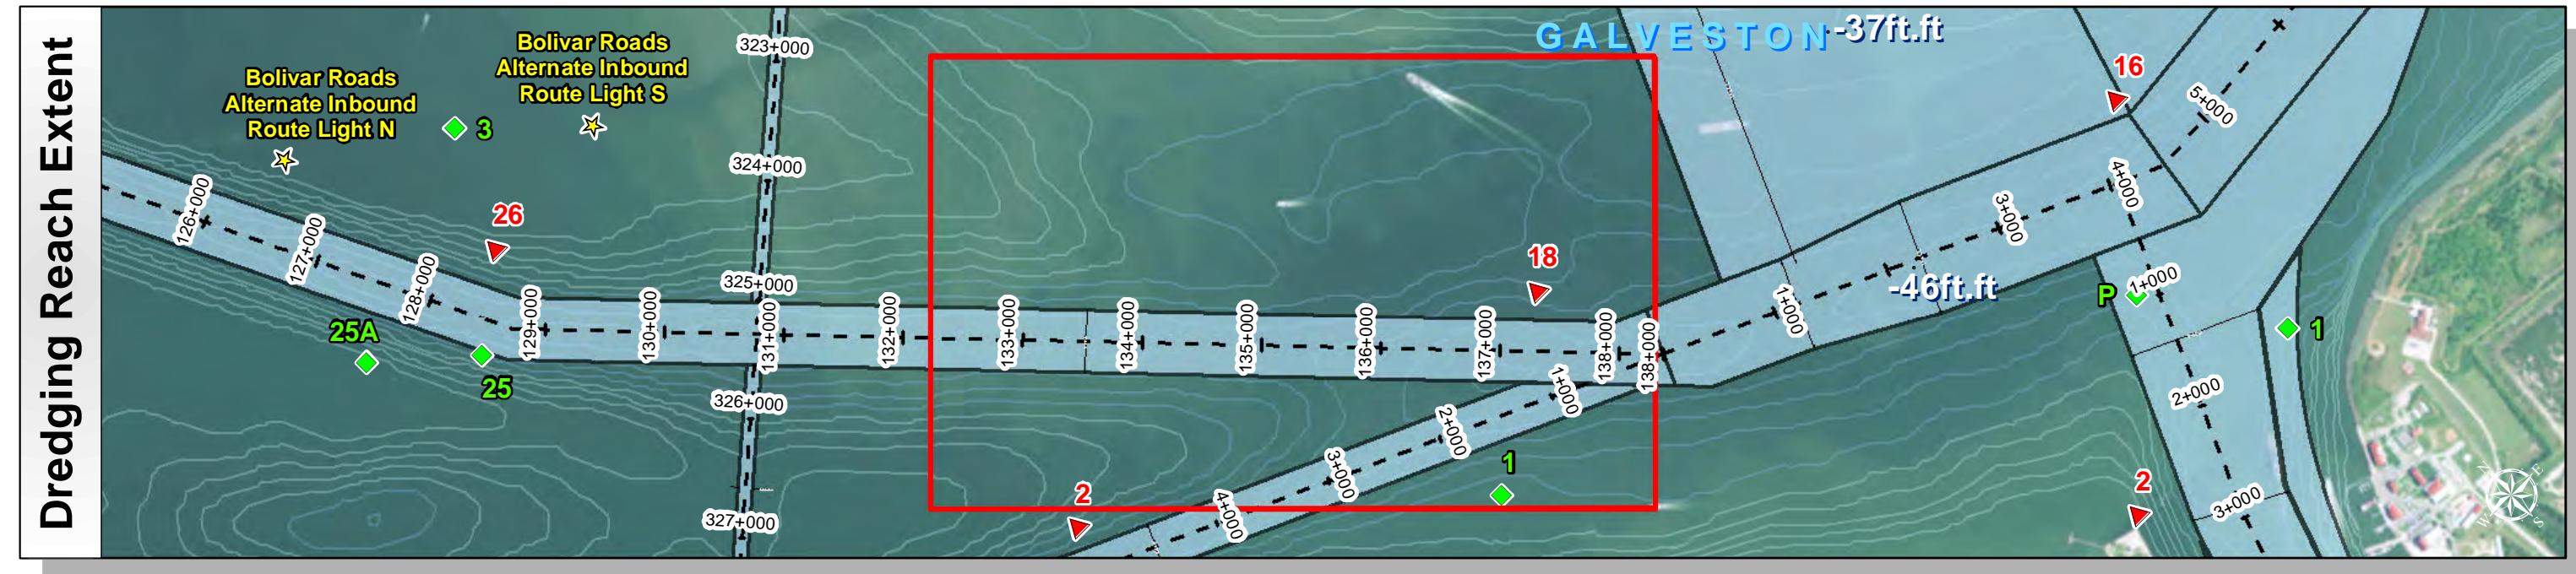 Dredging Reach Extent
Bolivar Roads
Alternate Inbound
Route Light N
Bolivar Roads
Alternate Inbound
Route Light S
3
26
25A
25
GALVESTON
-37ft.ft
-46ft.ft
16
18
2
1
P
1
2
323+000
324+000
325+000
326+000
327+000
126+000
127+000
128+000
129+000
130+000
131+000
132+000
133+000
134+000
135+000
136+000
137+000
138+000
138+000
1+000
2+000
3+000
4+000
1+000
3+000
4+000
5+000
1+000
2+000
3+000
N
E
S
W